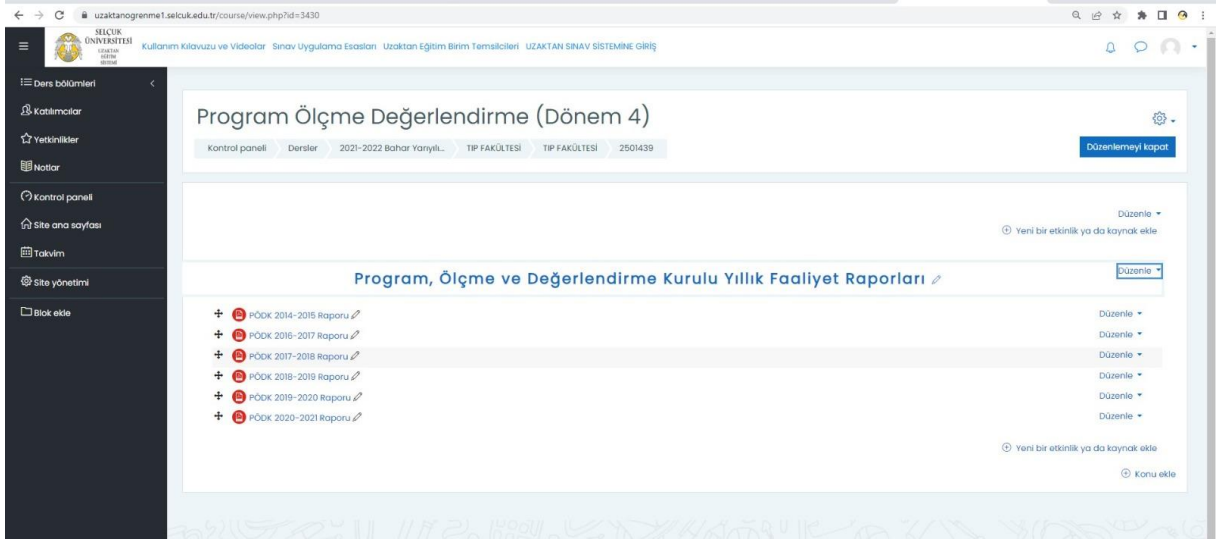 uzaktanogrenme1.selcuk.edu.tr/course/view.php?id=3430
SELÇUK
ÜNİVERSİTESİ
UZAKTAN
EĞİTİM
SİSTEMİ
Kullanım Kılavuzu ve Videolar Sınav Uygulama Esasları Uzaktan Eğitim Birim Temsilcileri UZAKTAN SINAV SİSTEMİNE GİRİŞ
Ders bölümleri
Katılımcılar
Yetkinlikler
Notlar
Kontrol paneli
Site ana sayfası
Takvim
Site yönetimi
Blok ekle
Program Ölçme Değerlendirme (Dönem 4)
Kontrol paneli Dersler 2021-2022 Bahar Yarıyılı... TIP FAKÜLTESİ TIP FAKÜLTESİ 2501439
Düzenlemeyi kapat
Düzenle
Yeni bir etkinlik ya da kaynak ekle
Program, Ölçme ve Değerlendirme Kurulu Yıllık Faaliyet Raporları
Düzenle
PÖDK 2014-2015 Raporu Düzenle
PÖDK 2016-2017 Raporu Düzenle
PÖDK 2017-2018 Raporu Düzenle
PÖDK 2018-2019 Raporu Düzenle
PÖDK 2019-2020 Raporu Düzenle
PÖDK 2020-2021 Raporu Düzenle
Yeni bir etkinlik ya da kaynak ekle
Konu ekle